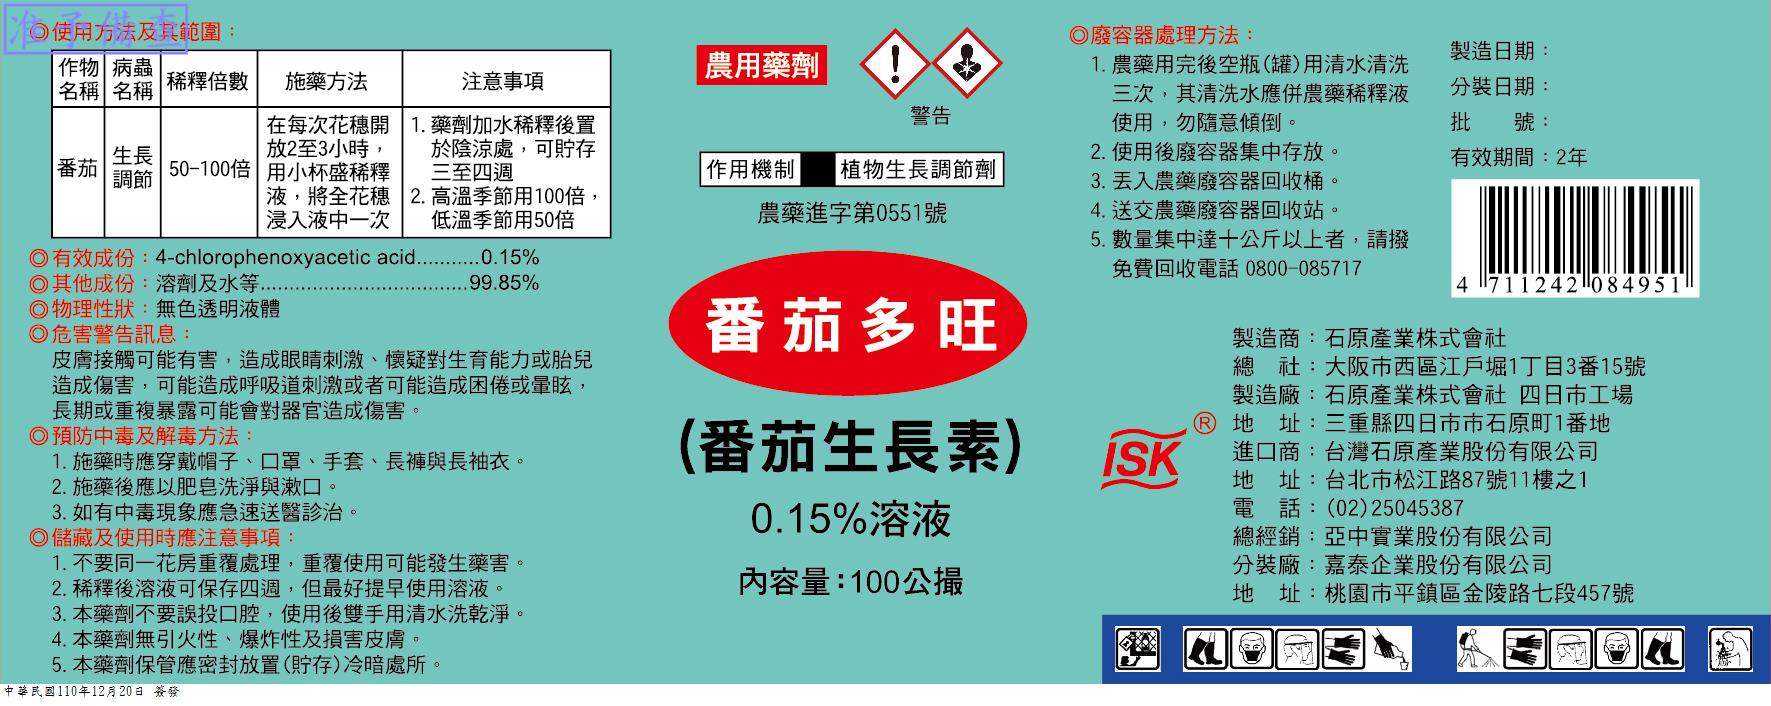 准予備查
◎使用方法及其範圍：
作物名稱
病蟲名稱
稀釋倍數
施藥方法
注意事項
番茄
生長調節
50-100倍
在每次花穗開
放2至3小時，
用小杯盛稀釋
液，將全花穗
浸入液中一次
1. 藥劑加水稀釋後置
於陰涼處，可貯存
三至四週
2. 高溫季節用100倍，
低溫季節用50倍
◎有效成份：4-chlorophenoxyacetic acid...........0.15%
◎其他成份：溶劑及水等....................................99.85%
◎物理性狀：無色透明液體
◎危害警告訊息：
皮膚接觸可能有害，造成眼睛刺激、懷疑對生育能力或胎兒
造成傷害，可能造成呼吸道刺激或者可能造成困倦或暈眩，
長期或重複暴露可能會對器官造成傷害。
◎預防中毒及解毒方法：
1. 施藥時應穿戴帽子、口罩、手套、長褲與長袖衣。
2. 施藥後應以肥皂洗淨與漱口。
3. 如有中毒現象應急速送醫診治。
◎儲藏及使用時應注意事項：
1. 不要同一花房重覆處理，重覆使用可能發生藥害。
2. 稀釋後溶液可保存四週，但最好提早使用溶液。
3. 本藥劑不要誤投口腔，使用後雙手用清水洗乾淨。
4. 本藥劑無引火性、爆炸性及損害皮膚。
5. 本藥劑保管應密封放置(貯存)冷暗處所。
農用藥劑
警告
作用機制 植物生長調節劑
農藥進字第0551號
番茄多旺
(番茄生長素)
0.15%溶液
內容量：100公撮
◎廢容器處理方法：
1. 農藥用完後空瓶(罐)用清水清洗
三次，其清洗水應併農藥稀釋液
使用，勿隨意傾倒。
2. 使用後廢容器集中存放。
3. 丟入農藥廢容器回收桶。
4. 送交農藥廢容器回收站。
5. 數量集中達十公斤以上者，請撥
免費回收電話 0800-085717
製造日期：
分裝日期：
批　　號：
有效期間：2年
4 711242 084951
ISK®
製造商：石原產業株式會社
總　社：大阪市西區江戶堀1丁目3番15號
製造廠：石原產業株式會社 四日市工場
地　址：三重縣四日市市石原町1番地
進口商：台灣石原產業股份有限公司
地　址：台北市松江路87號11樓之1
電　話：(02)25045387
總經銷：亞中實業股份有限公司
分裝廠：嘉泰企業股份有限公司
地　址：桃園市平鎮區金陵路七段457號
中華民國110年12月20日 簽發